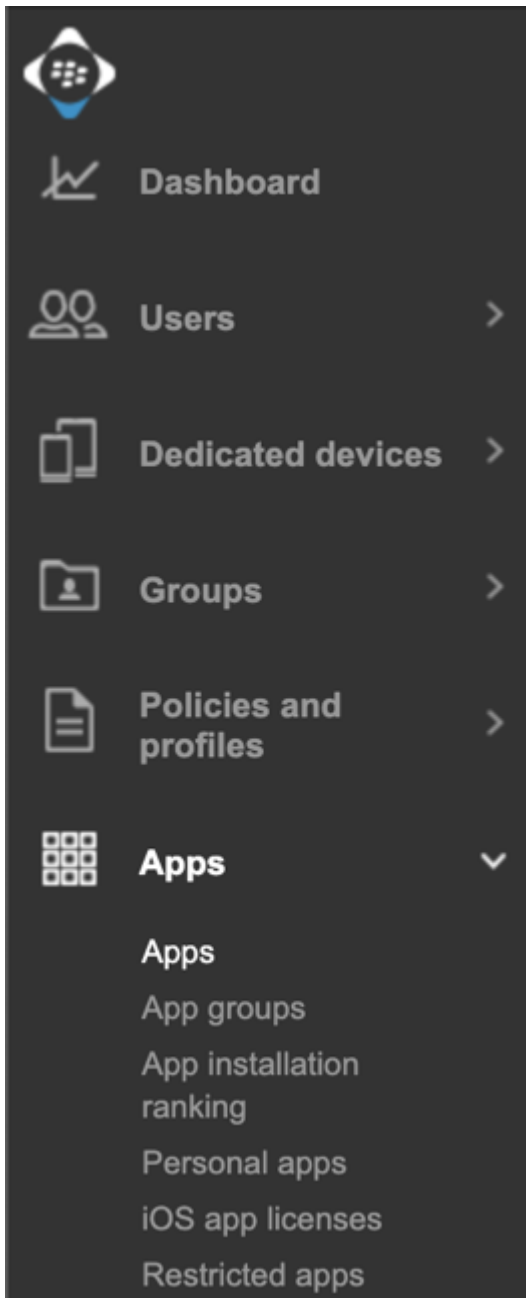 Dashboard
Users
Dedicated devices
Groups
Policies and
profiles
Apps
Apps
App groups
App installation
ranking
Personal apps
iOS app licenses
Restricted apps